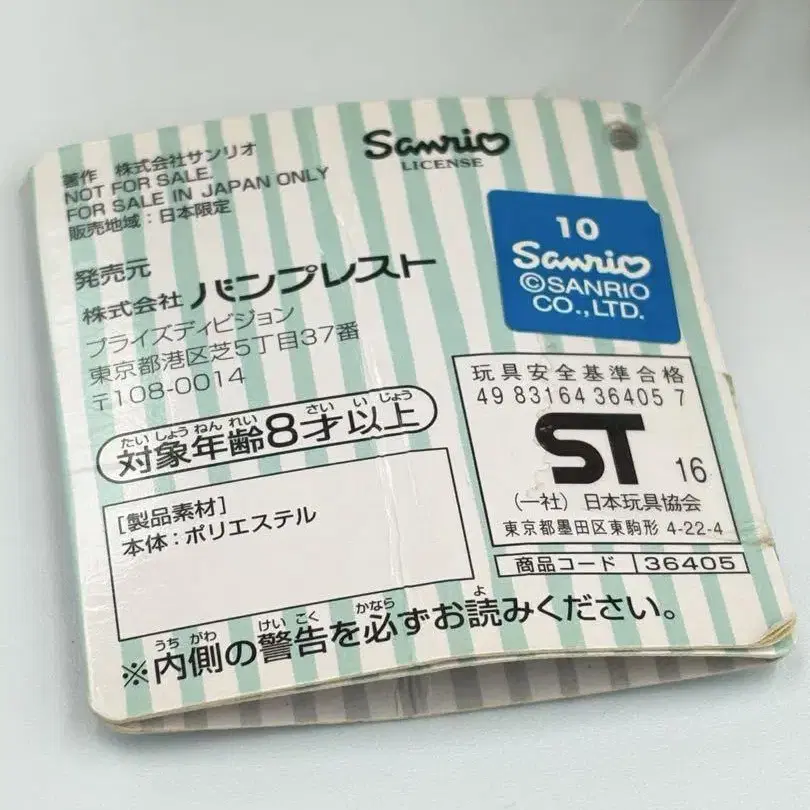 著作 株式会社サンリオ
NOT FOR SALE.
FOR SALE IN JAPAN ONLY
販売地域：日本限定
Sanrio
LICENSE
10
Sanrio
©SANRIO
CO.,LTD.
発売元
株式会社 バンプレスト
プライズディビジョン
東京都港区芝5丁目37番
〒108-0014
たい しょう ねん れい さい い じょう
対象年齢8才以上
玩具安全基準合格
49 83164 36405 7
ST 16
(一社) 日本玩具協会
東京都墨田区東駒形 4-22-4
商品コード 36405
[製品素材]
本体：ポリエステル
うち がわ けい こく かなら よ
※内側の警告を必ずお読みください。